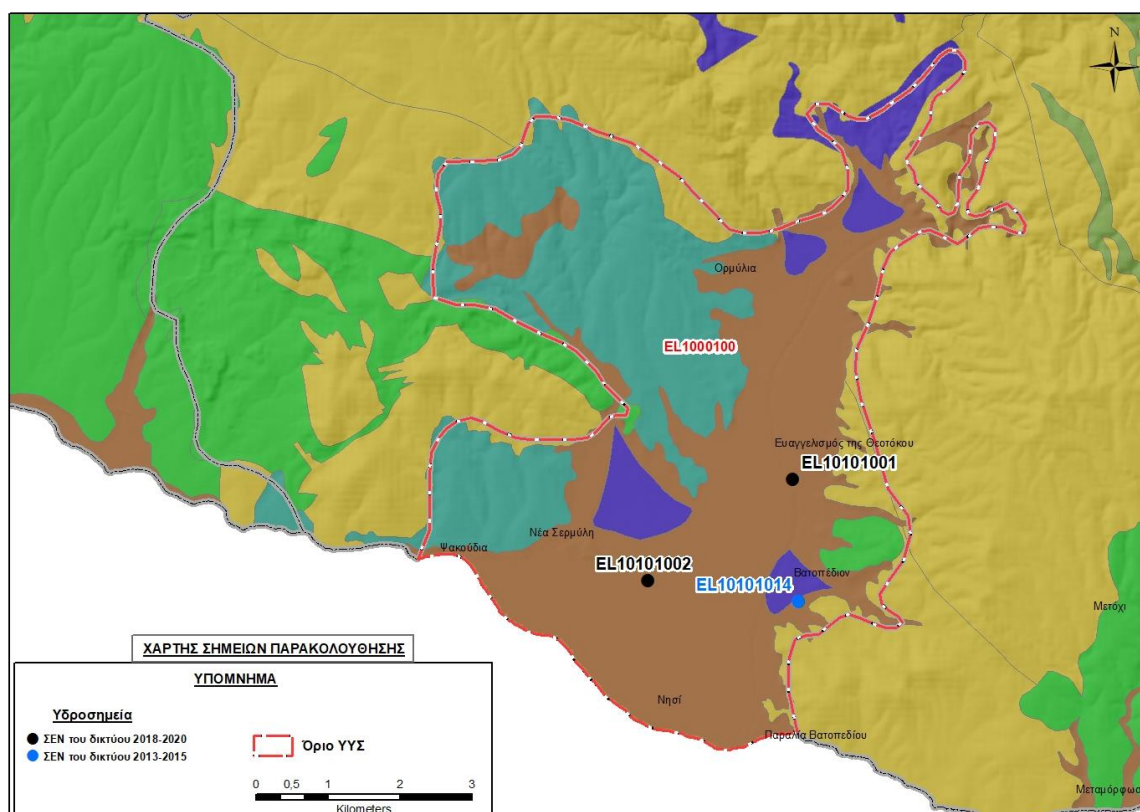 N
Ορμύλια
EL1000100
Ευαγγελισμός της Θεοτόκου
EL10101001
Νέα Σερμύλη
Ψακούδια
EL10101002
Βατοπέδιον
EL10101014
Μετόχι
Νησί
Παραλία Βατοπεδίου
Μεταμόρφωσ
ΧΑΡΤΗΣ ΣΗΜΕΙΩΝ ΠΑΡΑΚΟΛΟΥΘΗΣΗΣ
ΥΠΟΜΝΗΜΑ
Υδροσημεία
ΣΕΝ του δικτύου 2018-2020
ΣΕΝ του δικτύου 2013-2015
Όριο ΥΥΣ
0 0,5 1 2 3
Kilometers